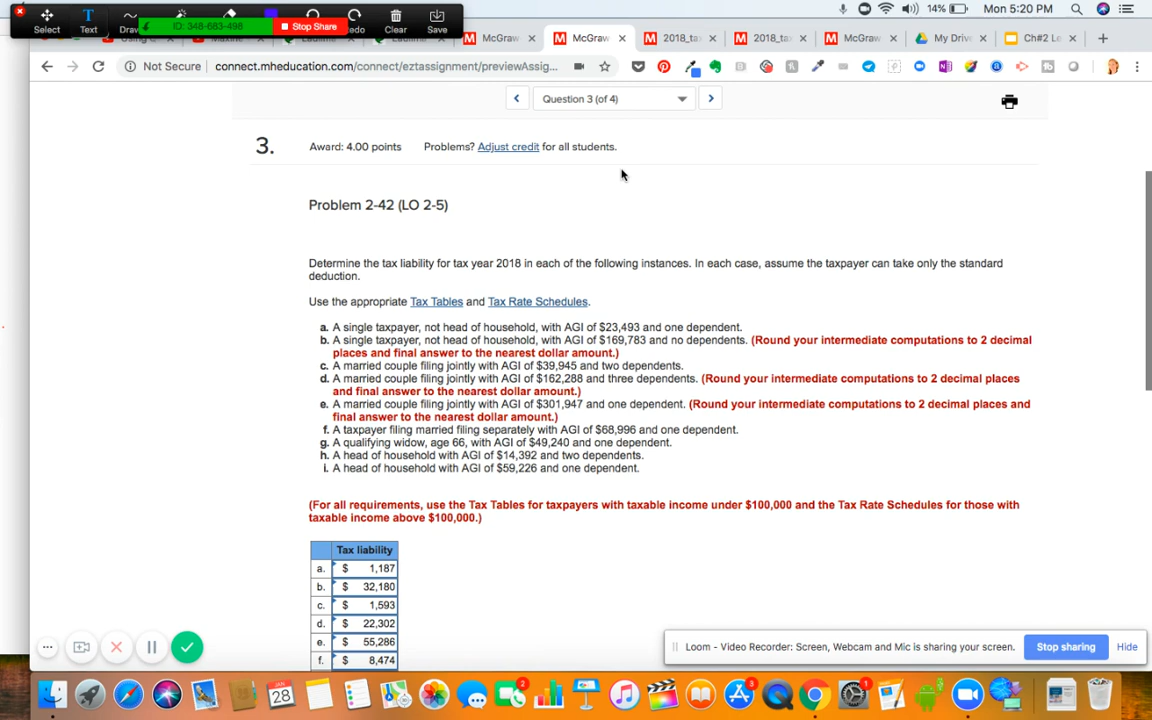 Select
Text
Draw
ID: 348-683-498
Stop Share
Redo
Clear
Save
14%
Mon 5:20 PM
McGraw
McGraw
2018_ta
2018_ta
McGraw
My Driv
Ch#2 L
Not Secure
connect.mheducation.com/connect/eztassignment/previewAssig...
Question 3 (of 4)
3.
Award: 4.00 points
Problems? Adjust credit for all students.
Problem 2-42 (LO 2-5)
Determine the tax liability for tax year 2018 in each of the following instances. In each case, assume the taxpayer can take only the standard
deduction.
Use the appropriate Tax Tables and Tax Rate Schedules.
a. A single taxpayer, not head of household, with AGI of $23,493 and one dependent.
b. A single taxpayer, not head of household, with AGI of $169,783 and no dependents. (Round your intermediate computations to 2 decimal
places and final answer to the nearest dollar amount.)
c. A married couple filing jointly with AGI of $39,945 and two dependents.
d. A married couple filing jointly with AGI of $162,288 and three dependents. (Round your intermediate computations to 2 decimal places
and final answer to the nearest dollar amount.)
e. A married couple filing jointly with AGI of $301,947 and one dependent. (Round your intermediate computations to 2 decimal places and
final answer to the nearest dollar amount.)
f. A taxpayer filing married filing separately with AGI of $68,996 and one dependent.
g. A qualifying widow, age 66, with AGI of $49,240 and one dependent.
h. A head of household with AGI of $14,392 and two dependents.
i. A head of household with AGI of $59,226 and one dependent.
(For all requirements, use the Tax Tables for taxpayers with taxable income under $100,000 and the Tax Rate Schedules for those with
taxable income above $100,000.)
Tax liability
a. $ 1,187
b. $ 32,180
c. $ 1,593
d. $ 22,302
e. $ 55,286
f. $ 8,474
Loom - Video Recorder: Screen, Webcam and Mic is sharing your screen.
Stop sharing
Hide
JAN
28
2
3
1